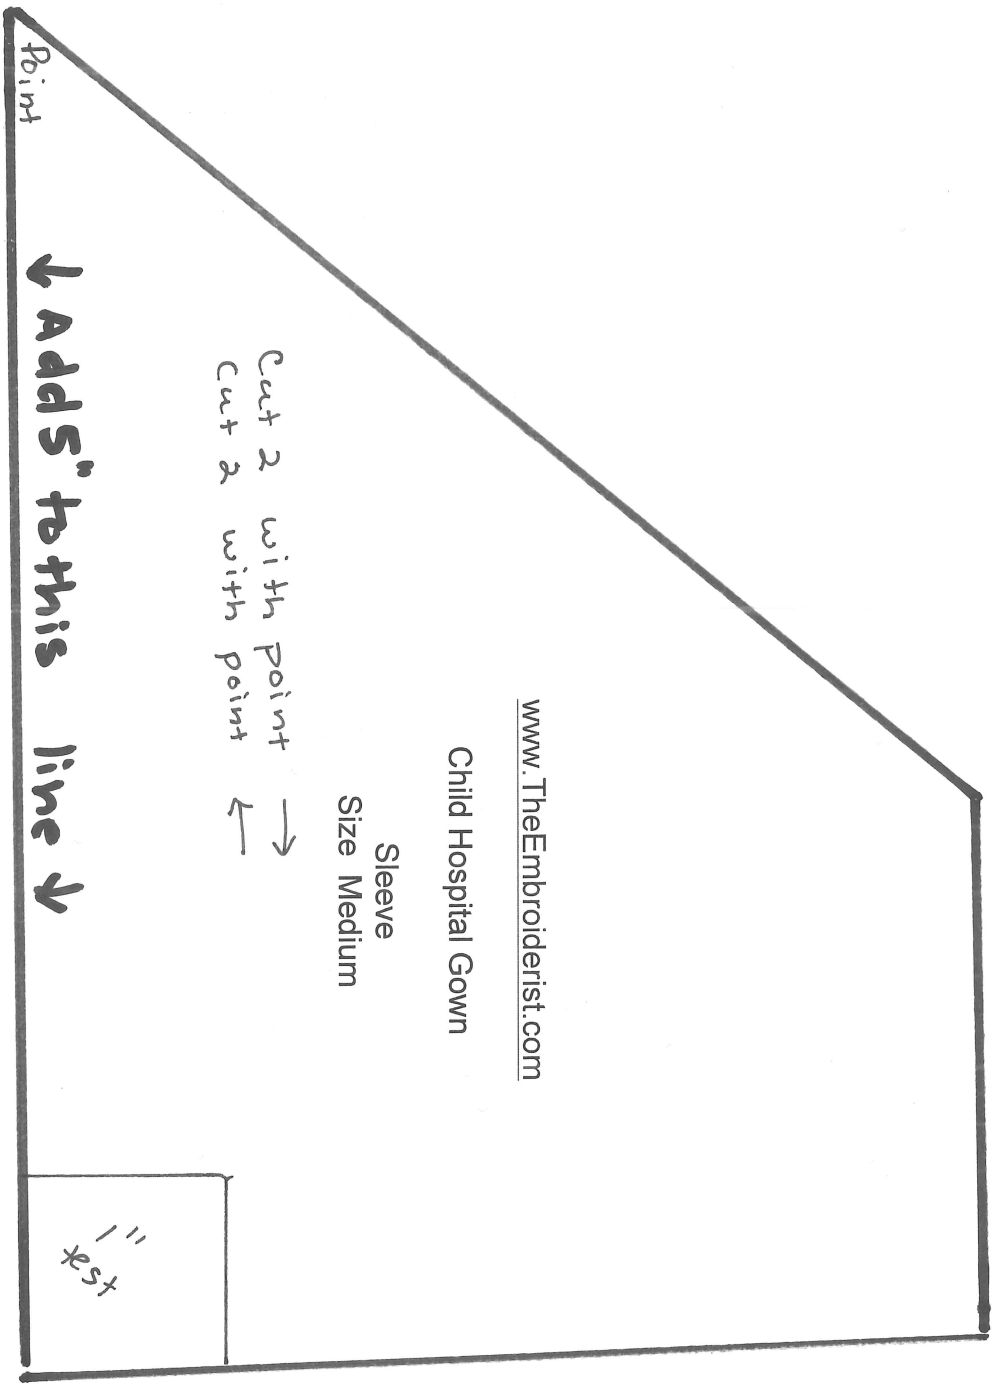 www.TheEmbroiderist.com
Child Hospital Gown
Sleeve
Size Medium
Cut 2 with point →
Cut 2 with point ←
Point
↓ Add 5" to this line ↓
1"
test